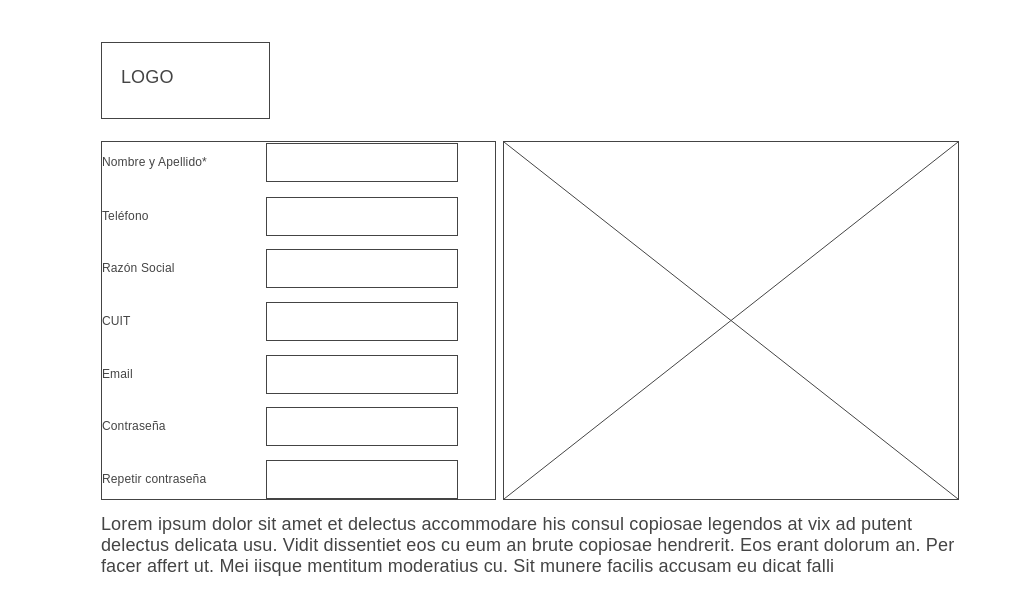 LOGO
Nombre y Apellido*
Teléfono
Razón Social
CUIT
Email
Contraseña
Repetir contraseña
Lorem ipsum dolor sit amet et delectus accommodare his consul copiosae legendos at vix ad putent
delectus delicata usu. Vidit dissentiet eos cu eum an brute copiosae hendrerit. Eos erant dolorum an. Per
facer affert ut. Mei iisque mentitum moderatius cu. Sit munere facilis accusam eu dicat falli